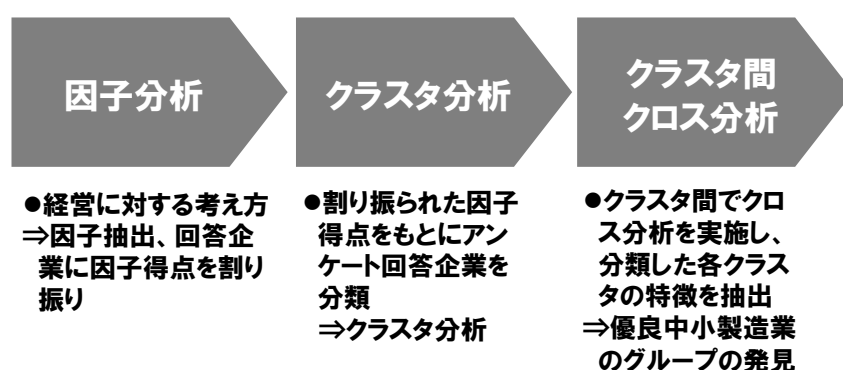 因子分析
クラスタ分析
クラスタ間
クロス分析
●経営に対する考え方
⇒因子抽出、回答企
業に因子得点を割り
振り
●割り振られた因子
得点をもとにアン
ケート回答企業を
分類
⇒クラスタ分析
●クラスタ間でクロ
ス分析を実施し、
分類した各クラス
タの特徴を抽出
⇒優良中小製造業
のグループの発見